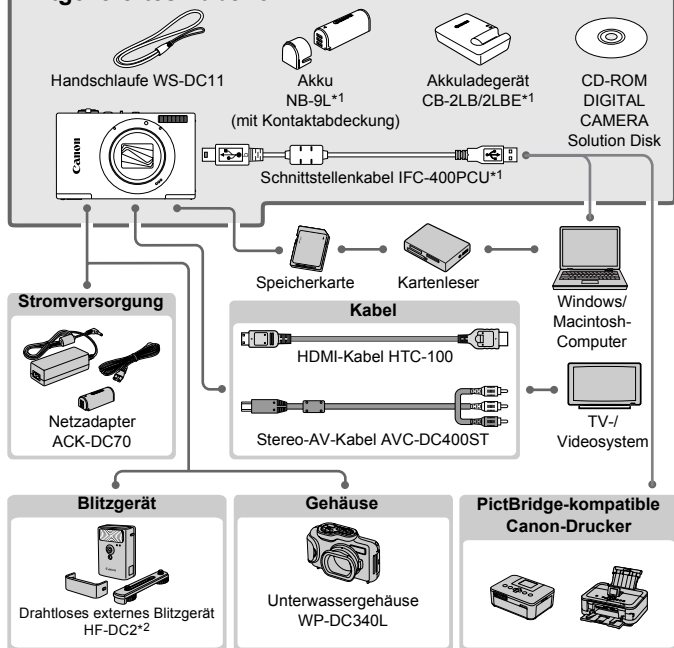 Handschlaufe WS-DC11
Akku
NB-9L*1
(mit Kontaktabdeckung)
Akkuladegerät
CB-2LB/2LBE*1
CD-ROM
DIGITAL
CAMERA
Solution Disk
Canon
Schnittstellenkabel IFC-400PCU*1
Speicherkarte
Kartenleser
Windows/
Macintosh-
Computer
Stromversorgung
Netzadapter
ACK-DC70
Kabel
HDMI-Kabel HTC-100
Stereo-AV-Kabel AVC-DC400ST
TV-/
Videosystem
Blitzgerät
Drahtloses externes Blitzgerät
HF-DC2*2
Gehäuse
Unterwassergehäuse
WP-DC340L
PictBridge-kompatible
Canon-Drucker